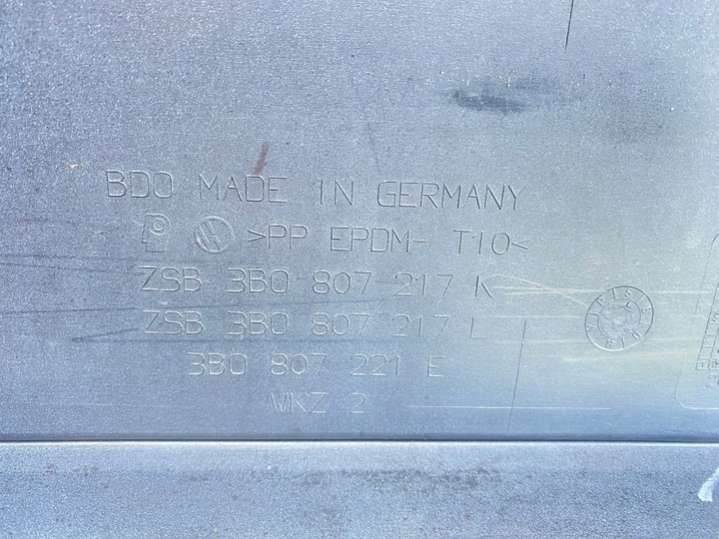 BDO MADE IN GERMANY
>PP EPDM- T10<
ZSB 3B0 807 217 K
ZSB 3B0 807 217 L
3B0 807 221 E
WKZ 2